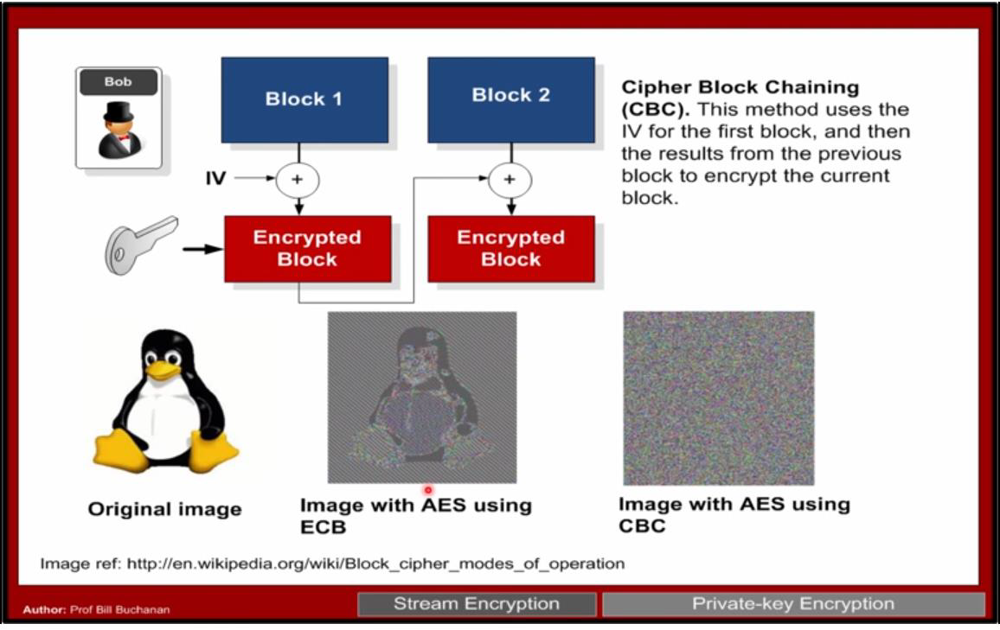 Bob
Block 1
Block 2
Cipher Block Chaining
(CBC). This method uses the
IV for the first block, and then
the results from the previous
block to encrypt the current
block.
IV
+
+
Encrypted
Block
Encrypted
Block
Original image
Image with AES using
ECB
Image with AES using
CBC
Image ref: http://en.wikipedia.org/wiki/Block_cipher_modes_of_operation
Author: Prof Bill Buchanan
Stream Encryption
Private-key Encryption